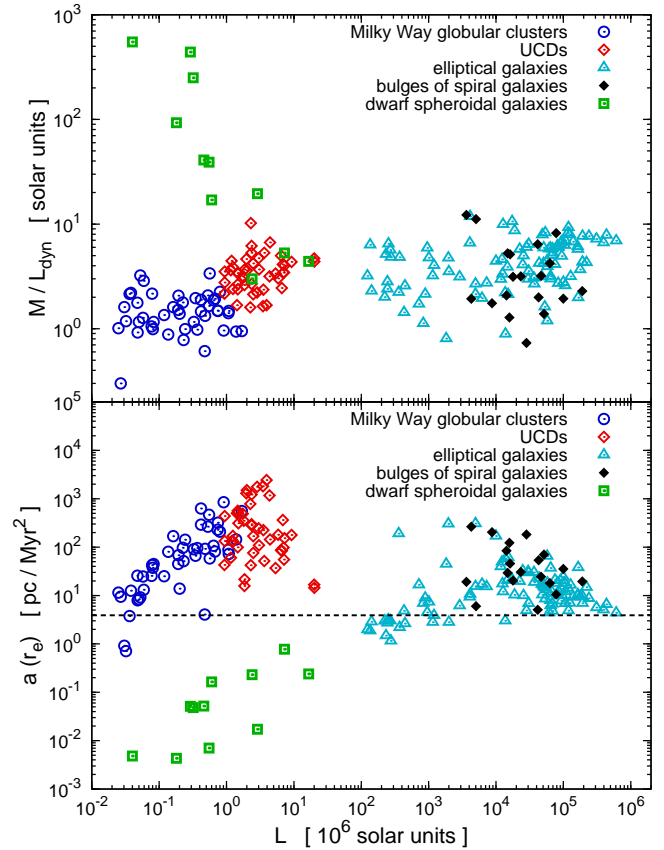 10^3
Milky Way globular clusters
UCDs
elliptical galaxies
bulges of spiral galaxies
dwarf spheroidal galaxies
10^2
10^1
10^0
M / L_dyn [ solar units ]
10^5
Milky Way globular clusters
UCDs
elliptical galaxies
bulges of spiral galaxies
dwarf spheroidal galaxies
10^4
10^3
10^2
10^1
10^0
10^-1
10^-2
10^-3
a (r_e) [ pc / Myr^2 ]
10^-2 10^-1 10^0 10^1 10^2 10^3 10^4 10^5 10^6
L [ 10^6 solar units ]